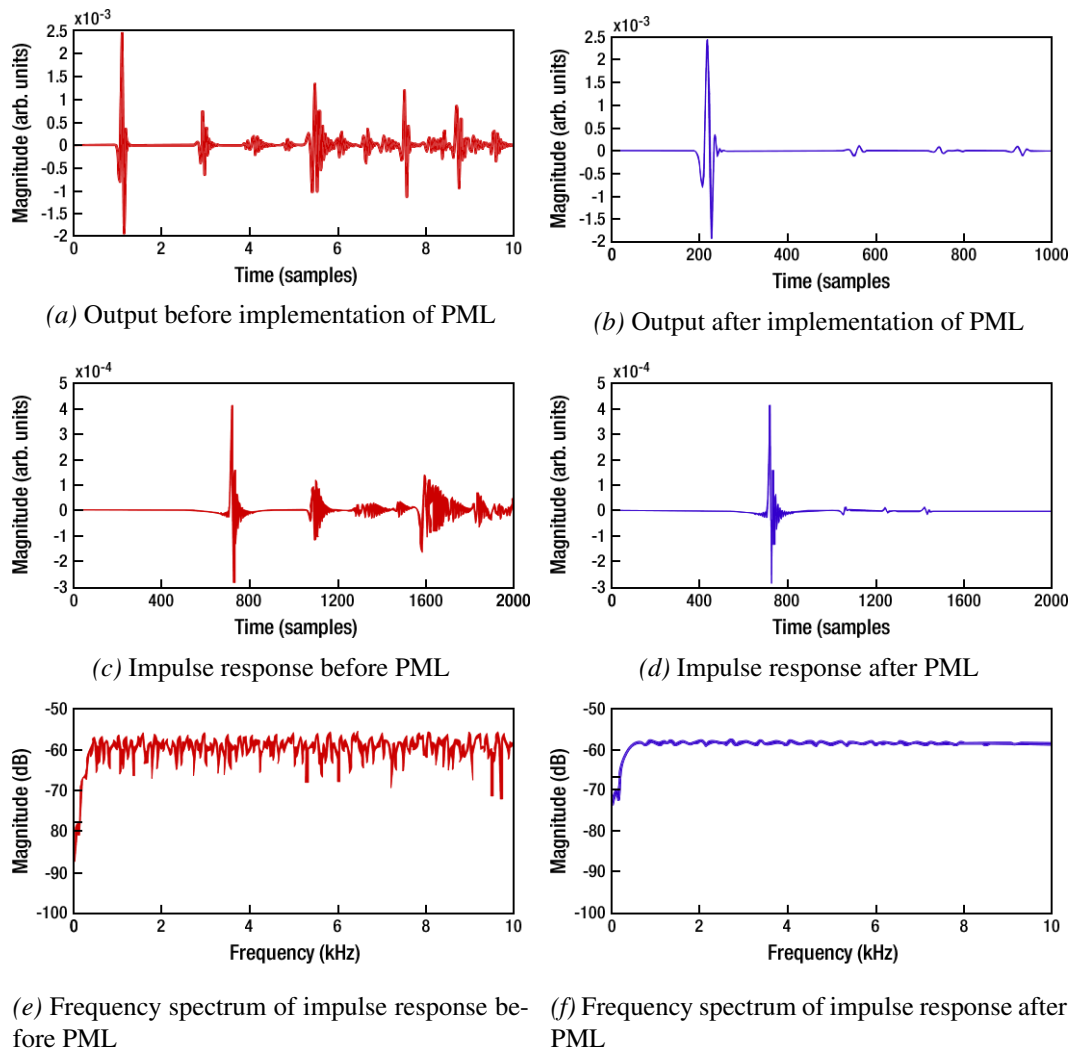 x10-3
2.5
2
1.5
1
0.5
0
-0.5
-1
-1.5
-2
Magnitude (arb. units)
0 2 4 6 8 10
Time (samples)
(a) Output before implementation of PML
x10-3
2.5
2
1.5
1
0.5
0
-0.5
-1
-1.5
-2
Magnitude (arb. units)
0 200 400 600 800 1000
Time (samples
(b) Output after implementation of PML
x10-4
5
4
3
2
1
0
-1
-2
-3
Magnitude (arb. units)
0 400 800 1200 1600 2000
Time (samples)
(c) Impulse response before PML
x10-4
5
4
3
2
1
0
-1
-2
-3
Magnitude (arb. units)
0 400 800 1200 1600 2000
Time (samples
(d) Impulse response after PML
-50
-60
-70
-80
-90
-100
Magnitude (dB)
0 2 4 6 8 10
Frequency (kHz)
(e) Frequency spectrum of impulse response be-
fore PML
-50
-60
-70
-80
-90
-100
Magnitude (dB)
0 2 4 6 8 10
Frequency (kHz)
(f) Frequency spectrum of impulse response after
PML